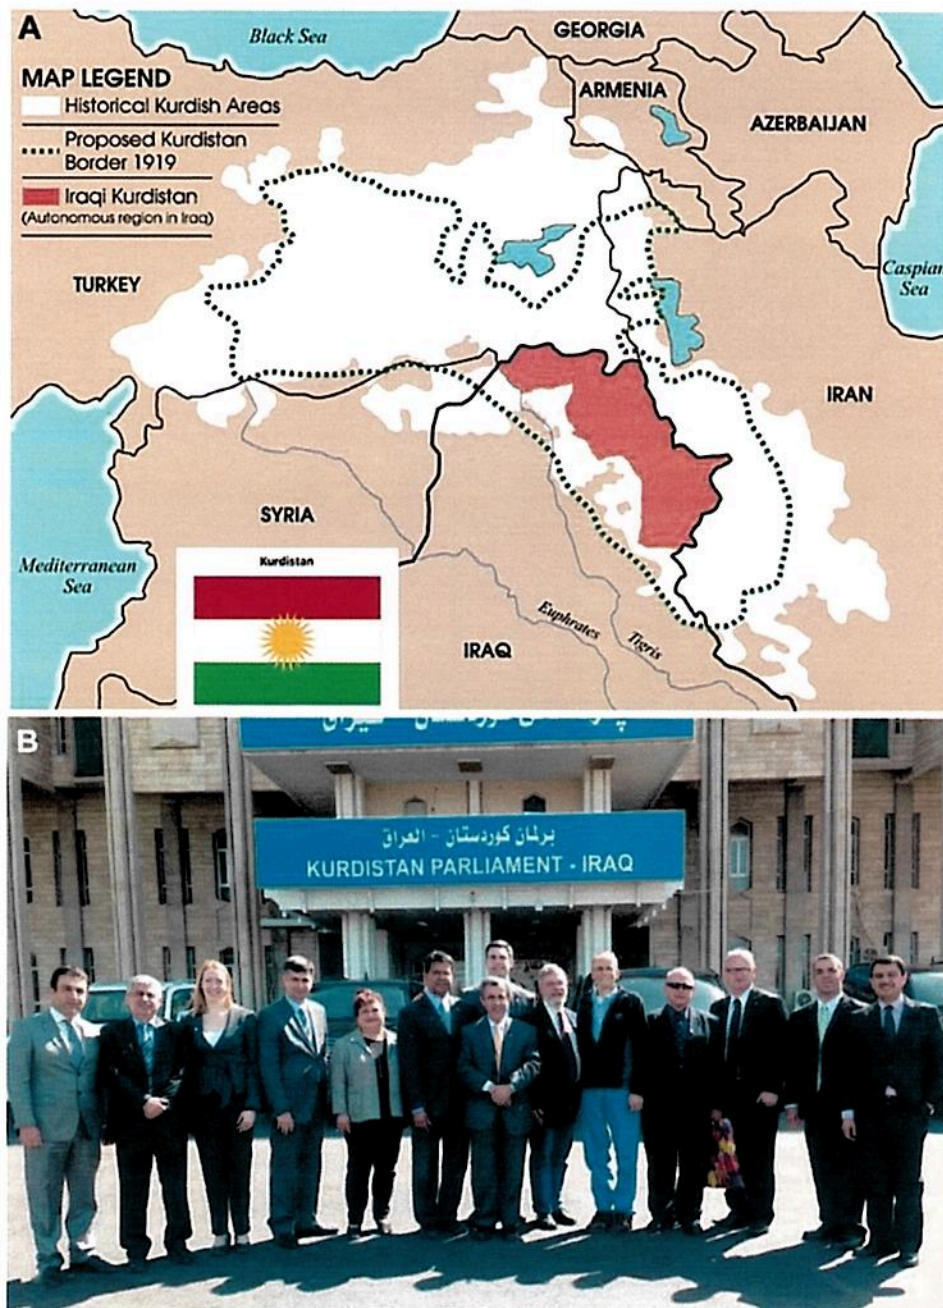 A
Black Sea
GEORGIA
MAP LEGEND
Historical Kurdish Areas
Proposed Kurdistan
Border 1919
Iraqi Kurdistan
(Autonomous region in Iraq)
ARMENIA
AZERBAIJAN
TURKEY
Caspian
Sea
IRAN
SYRIA
Mediterranean
Sea
Kurdistan
Euphrates
Tigris
IRAQ
B
برلمان كوردستان - العراق
KURDISTAN PARLIAMENT - IRAQ